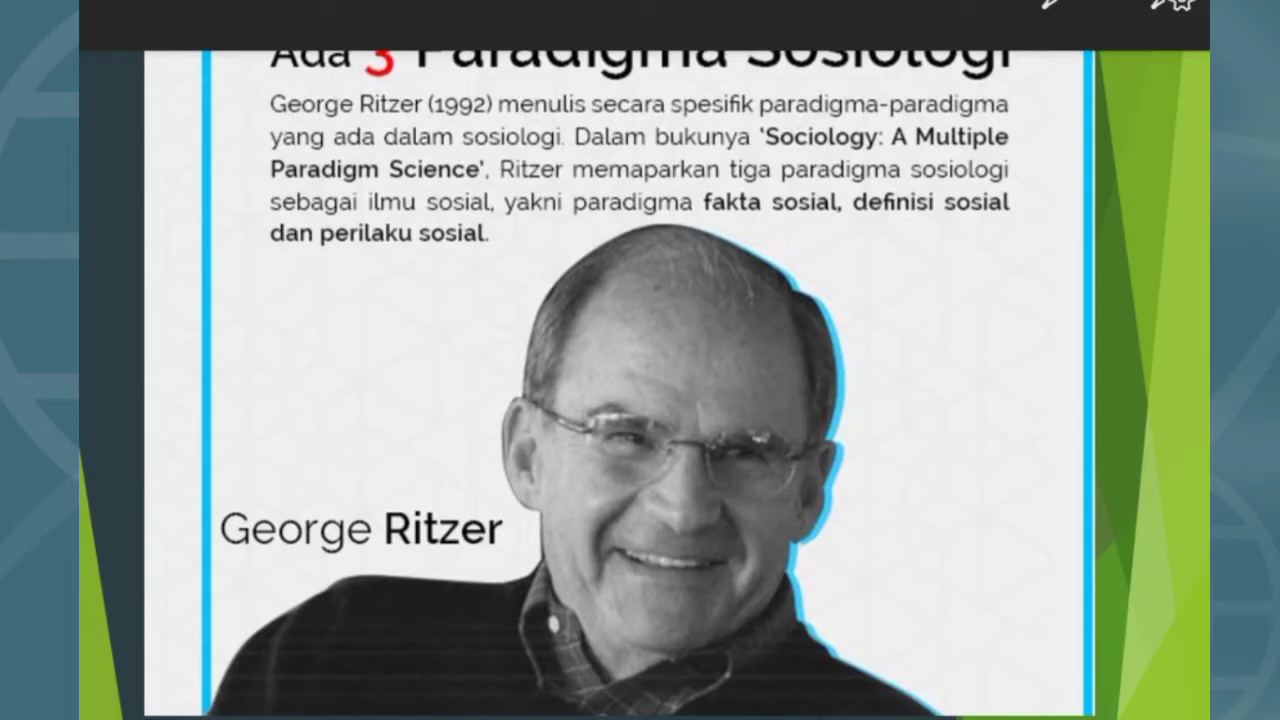 Ada 3 Paradigma Sosiologi
George Ritzer (1992) menulis secara spesifik paradigma-paradigma
yang ada dalam sosiologi. Dalam bukunya ‘Sociology: A Multiple
Paradigm Science’, Ritzer memaparkan tiga paradigma sosiologi
sebagai ilmu sosial, yakni paradigma fakta sosial, definisi sosial
dan perilaku sosial.
George Ritzer